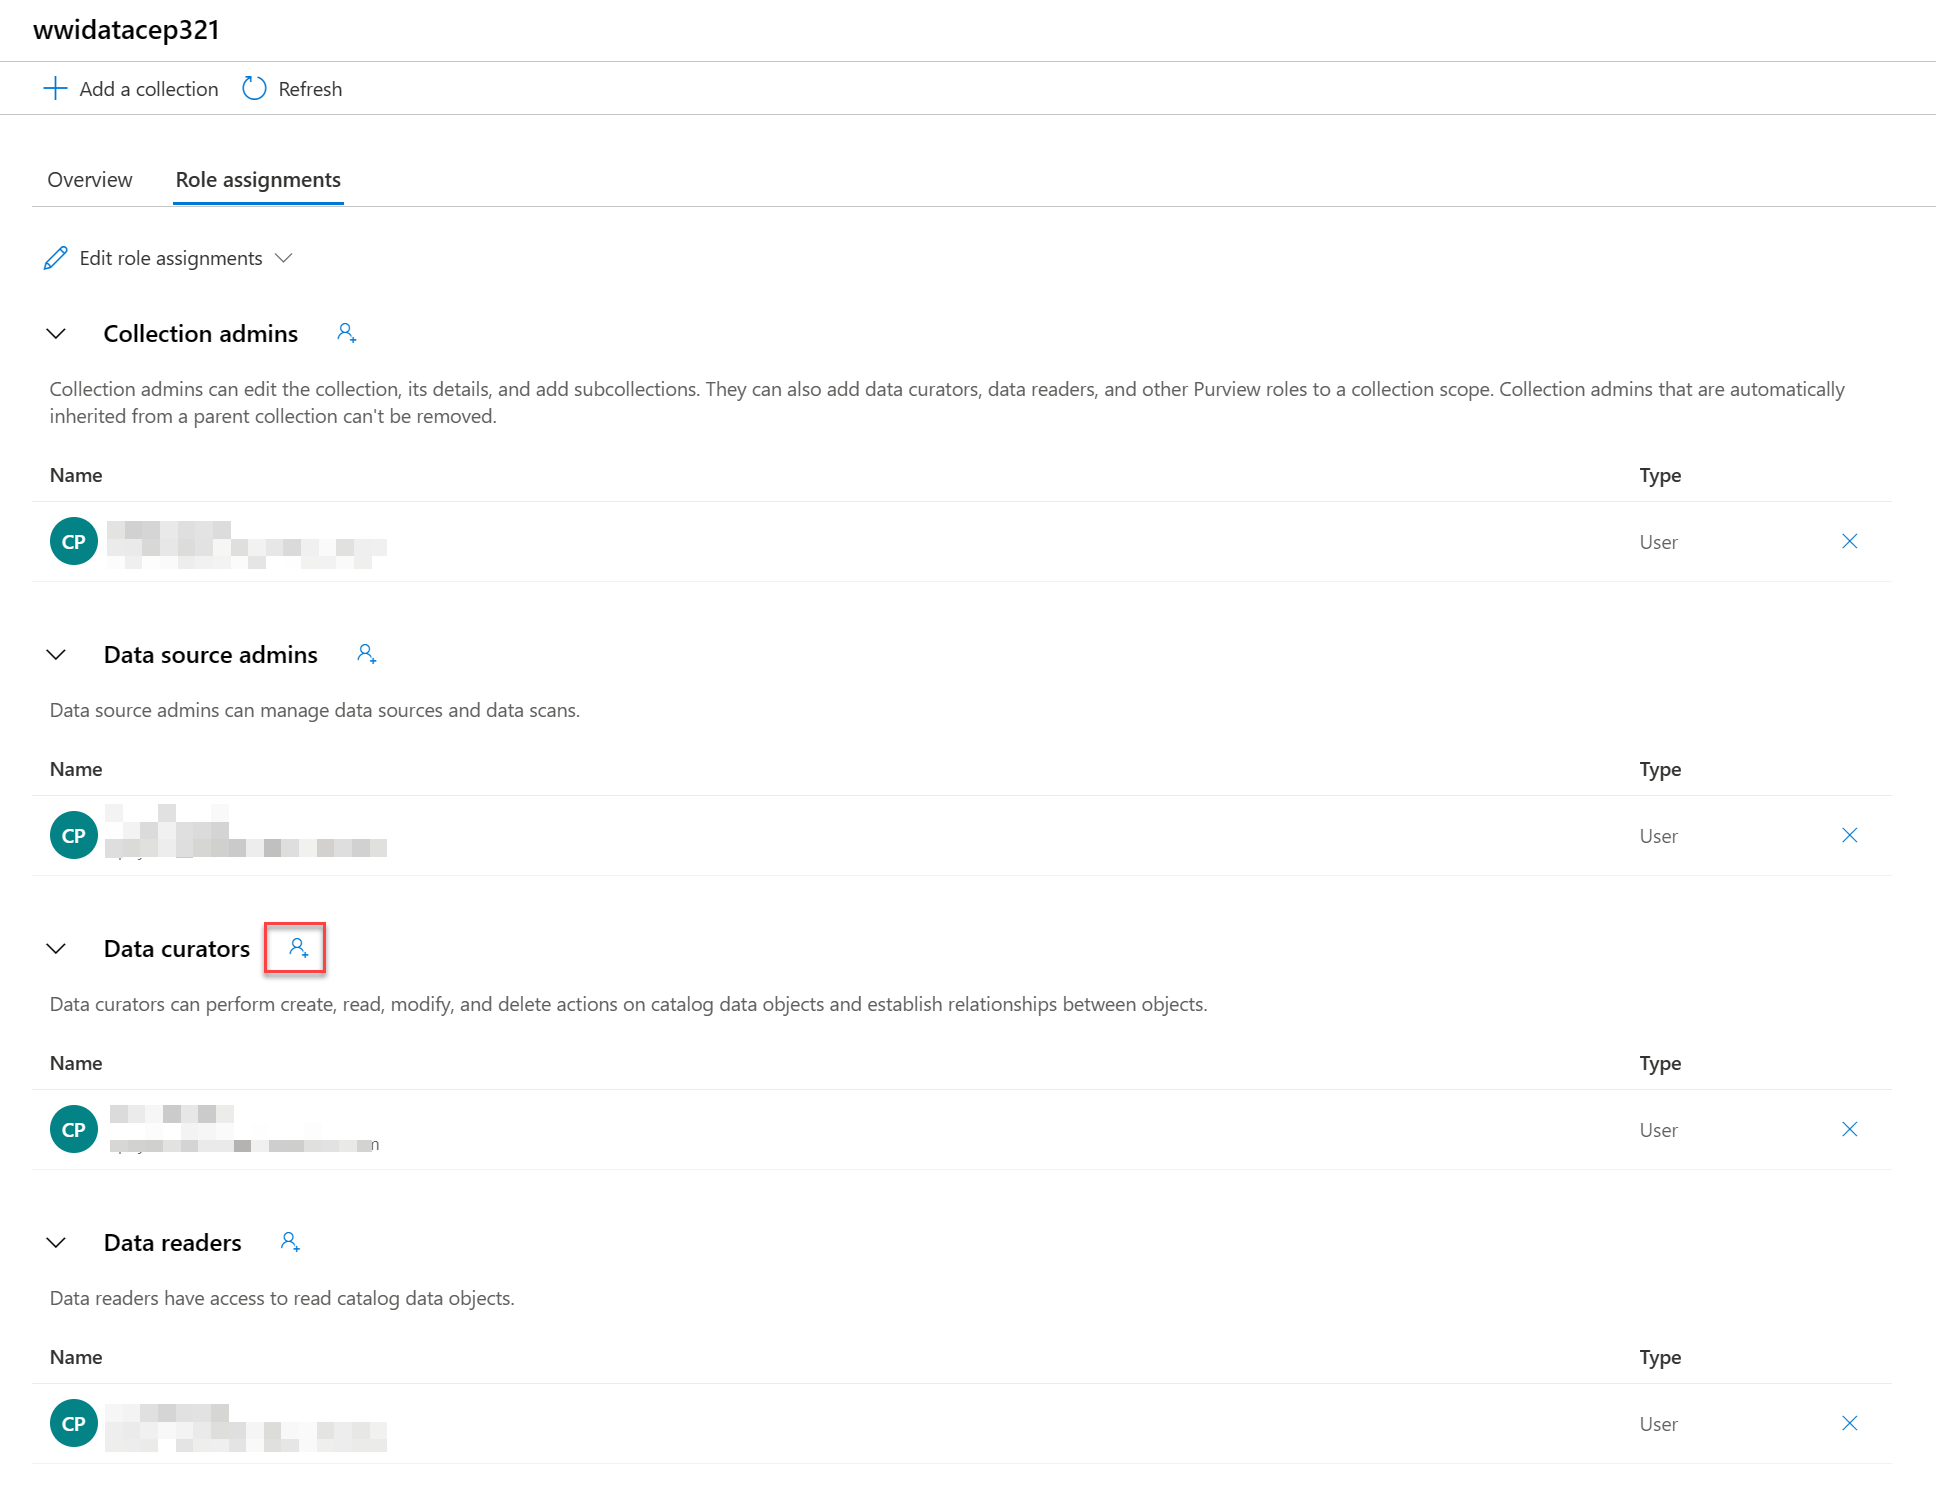 wwidatacep321
Add a collection Refresh
Overview Role assignments
Edit role assignments
Collection admins
Collection admins can edit the collection, its details, and add subcollections. They can also add data curators, data readers, and other Purview roles to a collection scope. Collection admins that are automatically
inherited from a parent collection can't be removed.
Name Type
CP User
Data source admins
Data source admins can manage data sources and data scans.
Name Type
CP User
Data curators
Data curators can perform create, read, modify, and delete actions on catalog data objects and establish relationships between objects.
Name Type
CP User
Data readers
Data readers have access to read catalog data objects.
Name Type
CP User